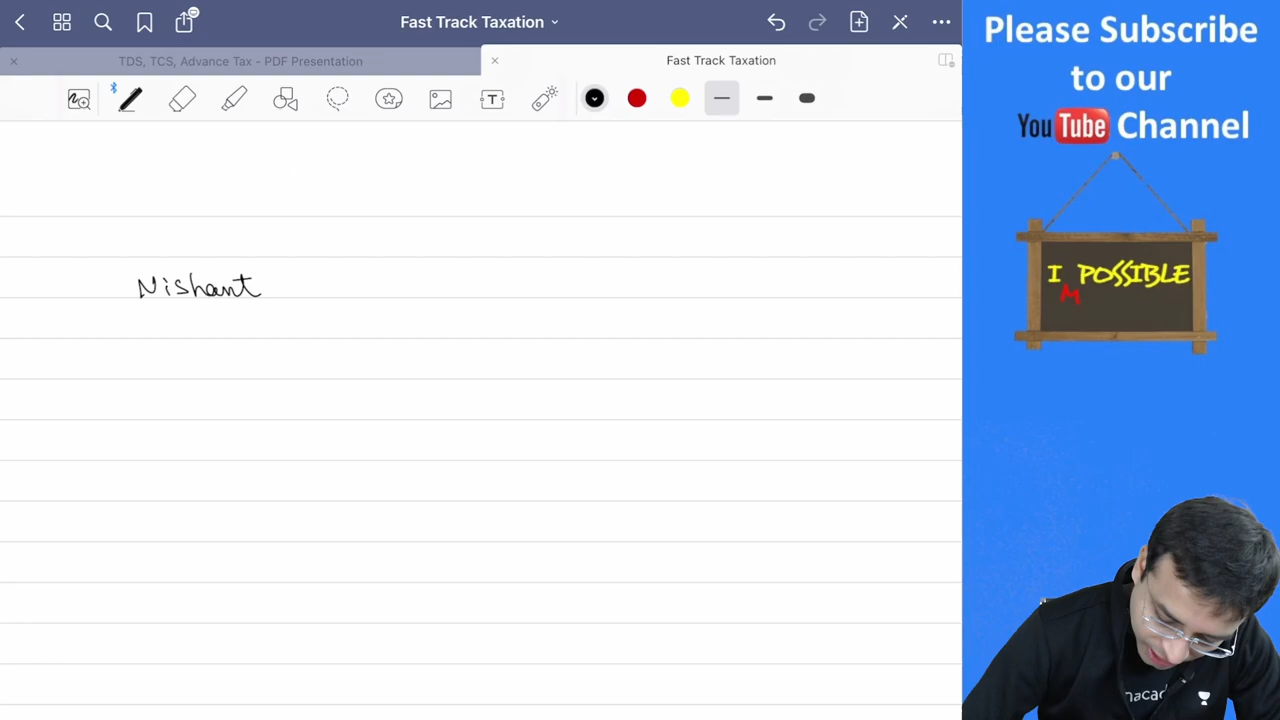 Fast Track Taxation
TDS, TCS, Advance Tax - PDF Presentation
Fast Track Taxation
T
Nishant
Please Subscribe
to our
YouTube Channel
I M POSSIBLE
nacad